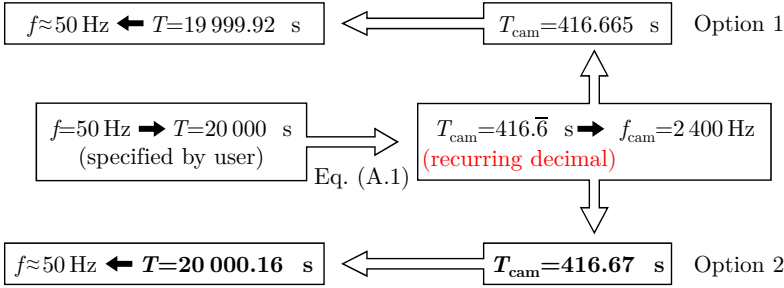 f≈50 Hz ⬅ T=19 999.92 s
T_cam=416.665 s
Option 1
f=50 Hz ➡ T=20 000 s
(specified by user)
Eq. (A.1)
T_cam=416.6̅ s ➡ f_cam=2 400 Hz
(recurring decimal)
f≈50 Hz ⬅ T=20 000.16 s
T_cam=416.67 s
Option 2